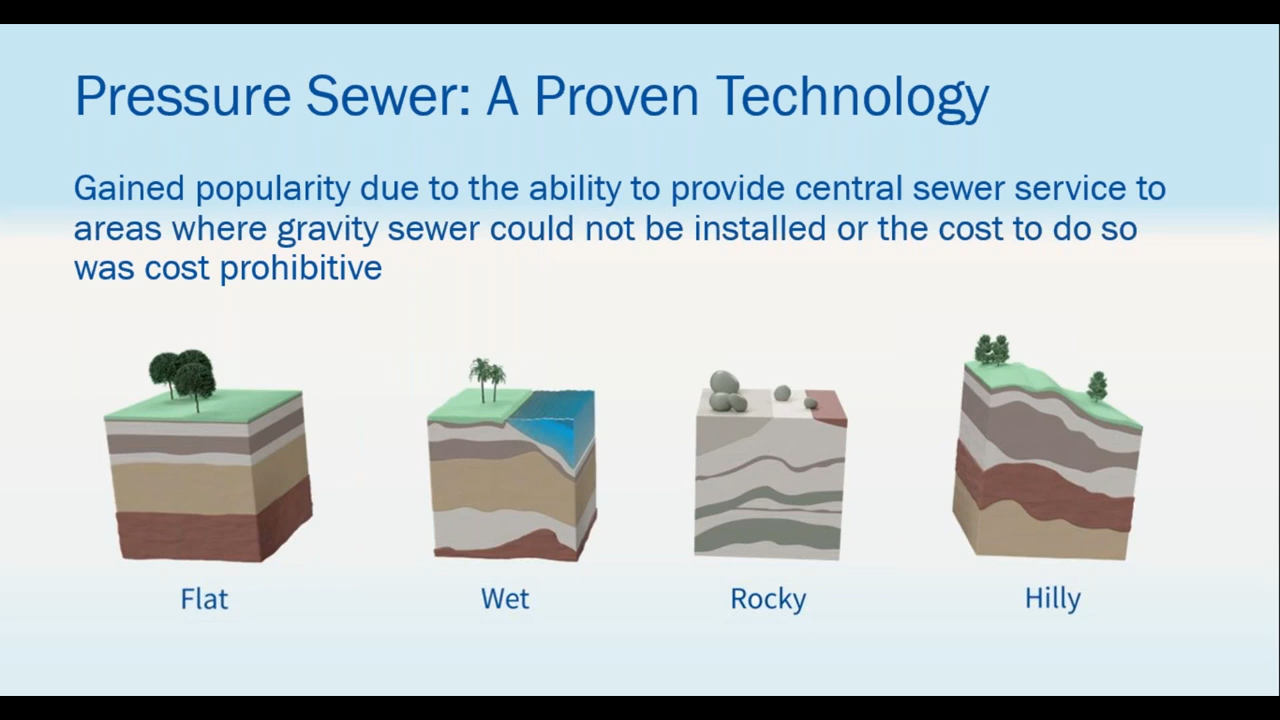 Pressure Sewer: A Proven Technology
Gained popularity due to the ability to provide central sewer service to
areas where gravity sewer could not be installed or the cost to do so
was cost prohibitive
Flat
Wet
Rocky
Hilly